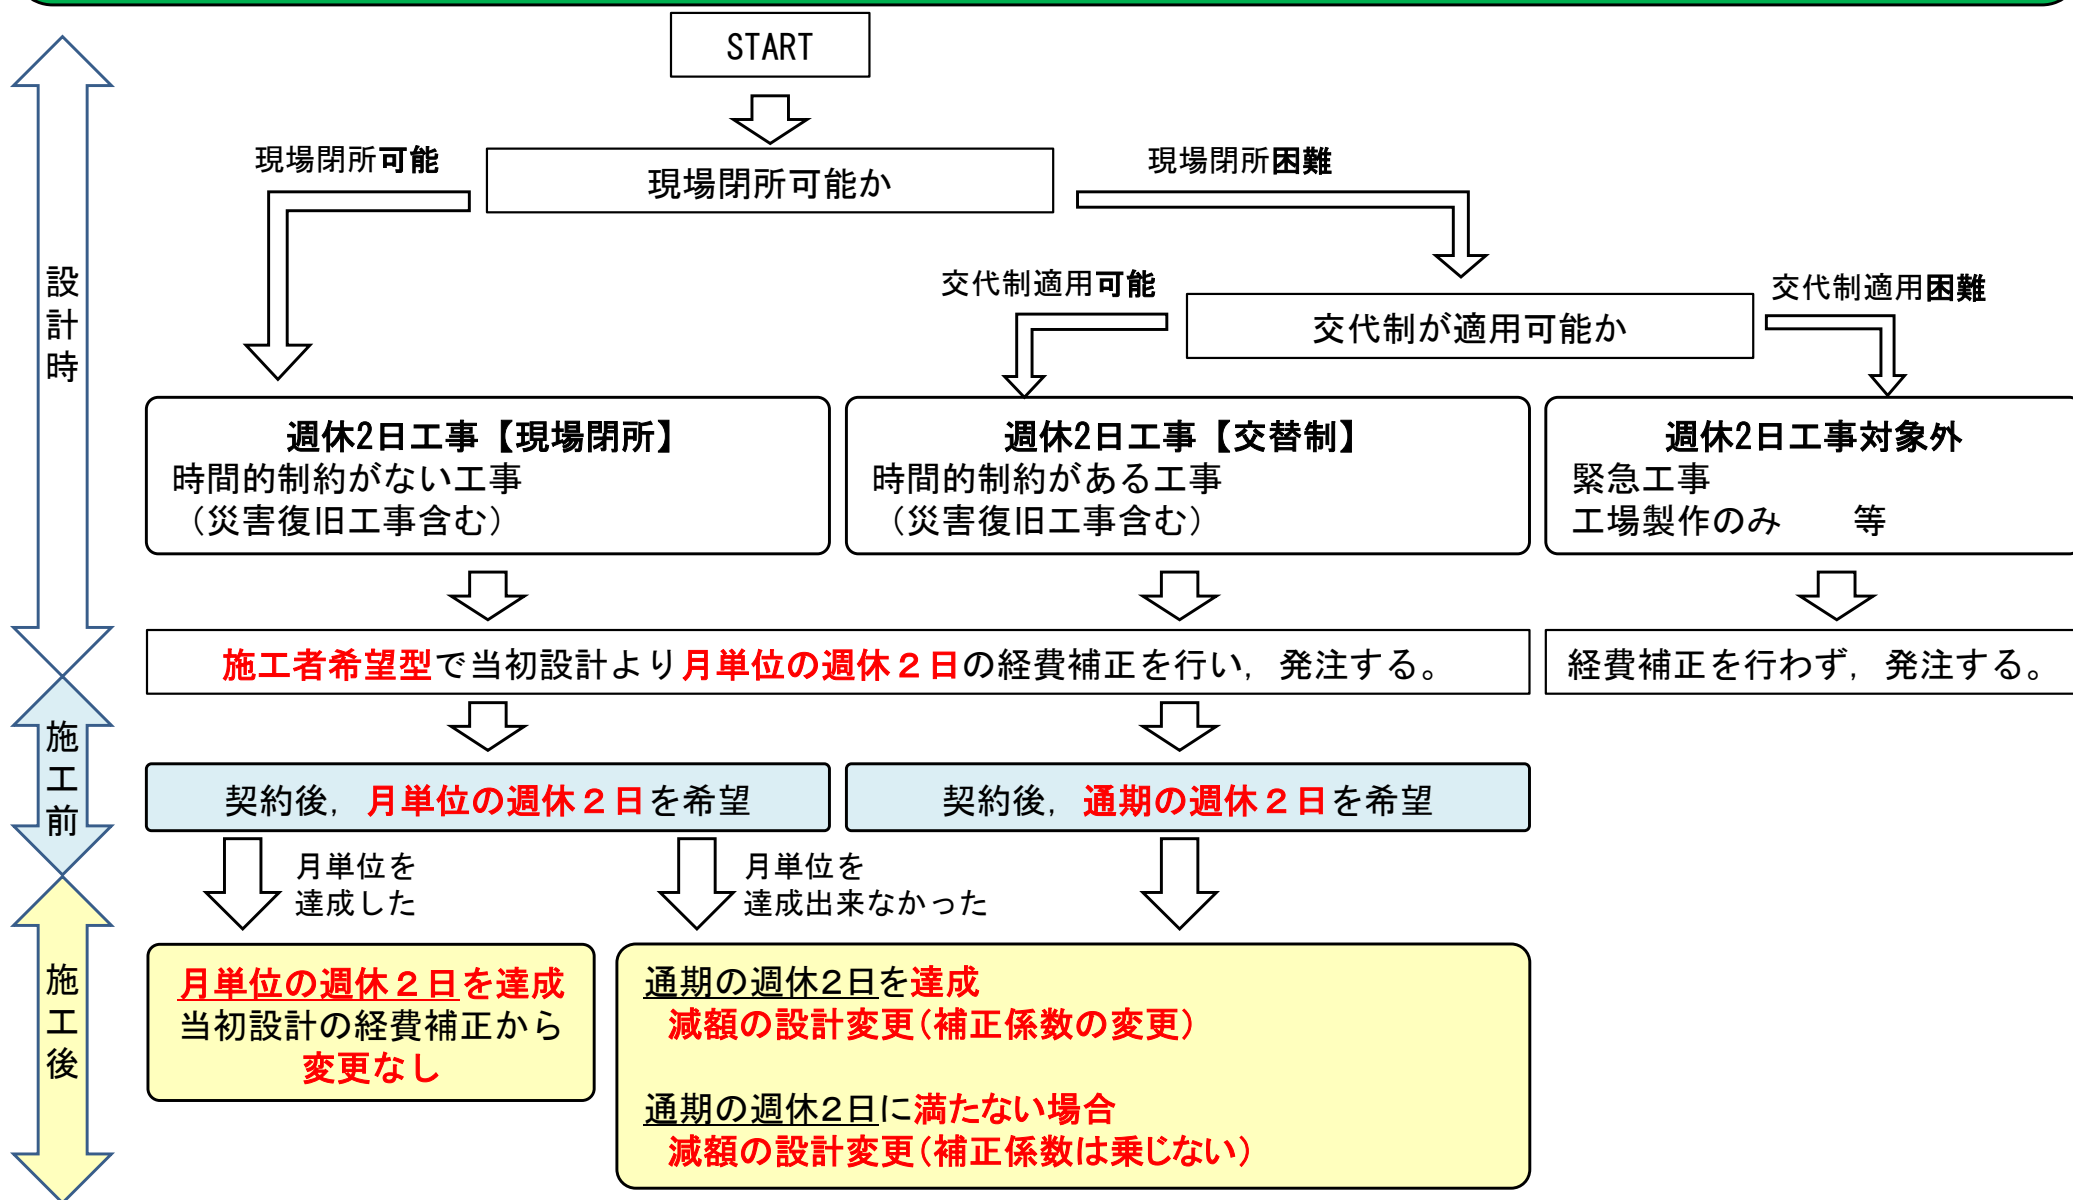 START
現場閉所可能
現場閉所可能か
現場閉所困難
設計時
交代制適用可能
交代制が適用可能か
交代制適用困難
週休2日工事【現場閉所】
時間的制約がない工事
（災害復旧工事含む）
週休2日工事【交替制】
時間的制約がある工事
（災害復旧工事含む）
週休2日工事対象外
緊急工事
工場製作のみ　　等
施工者希望型で当初設計より月単位の週休２日の経費補正を行い，発注する。
経費補正を行わず，発注する。
施工前
契約後，月単位の週休２日を希望
契約後，通期の週休２日を希望
月単位を
達成した
月単位を
達成出来なかった
施工後
月単位の週休２日を達成
当初設計の経費補正から
変更なし
通期の週休2日を達成
減額の設計変更（補正係数の変更）
通期の週休2日に満たない場合
減額の設計変更（補正係数は乗じない）